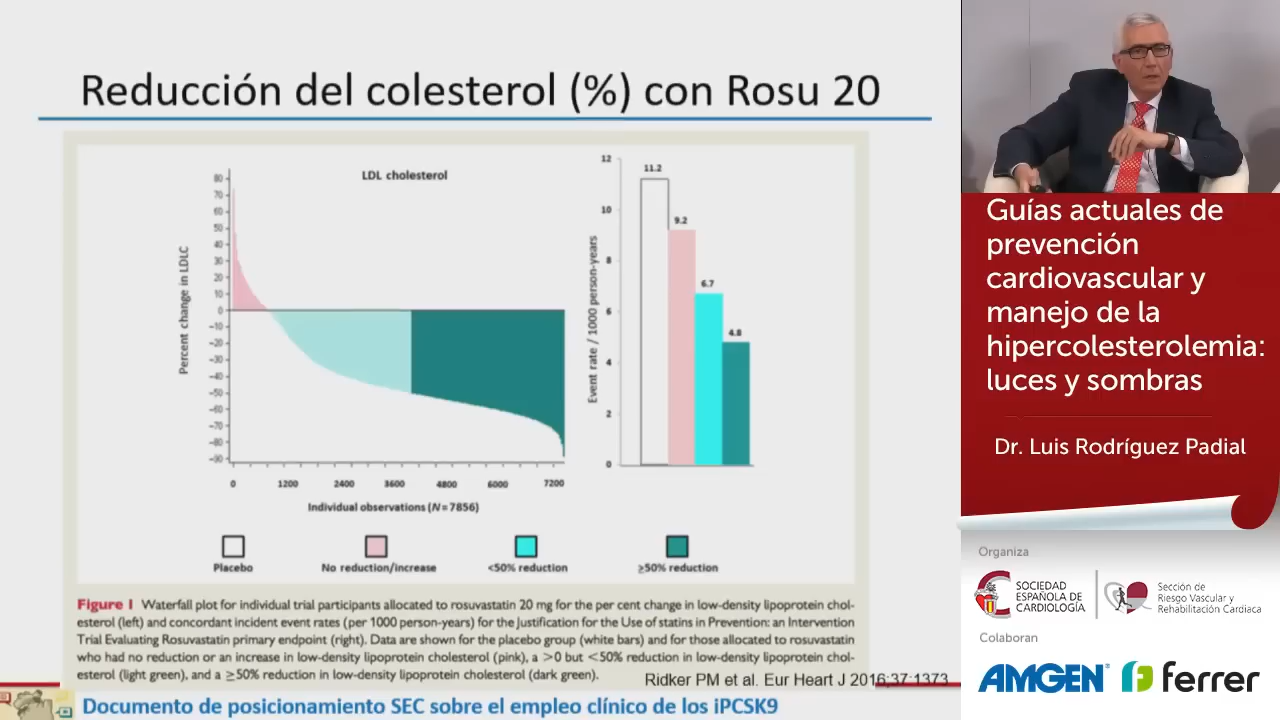 Reducción del colesterol (%) con Rosu 20
LDL cholesterol
Percent change in LDLC
80
70
60
50
40
30
20
10
0
−10
−20
−30
−40
−50
−60
−70
−80
−90
0
1200
2400
3600
4800
6000
7200
Individual observations (N = 7856)
Event rate / 1000 person-years
12
10
8
6
4
2
0
11.2
9.2
6.7
4.8
Placebo
No reduction/increase
<50% reduction
≥50% reduction
Figure 1 Waterfall plot for individual trial participants allocated to rosuvastatin 20 mg for the per cent change in low-density lipoprotein chol-
esterol (left) and concordant incident event rates (per 1000 person-years) for the Justification for the Use of statins in Prevention: an Intervention
Trial Evaluating Rosuvastatin primary endpoint (right). Data are shown for the placebo group (white bars) and for those allocated to rosuvastatin
who had no reduction or an increase in low-density lipoprotein cholesterol (pink), a >0 but <50% reduction in low-density lipoprotein cholesterol
(light green), and a ≥50% reduction in low-density lipoprotein cholesterol (dark green).
Ridker PM et al. Eur Heart J 2016;37:1373
Documento de posicionamiento SEC sobre el empleo clínico de los iPCSK9
Guías actuales de
prevención
cardiovascular y
manejo de la
hipercolesterolemia:
luces y sombras
Dr. Luis Rodríguez Padial
Organiza
SOCIEDAD
ESPAÑOLA DE
CARDIOLOGÍA
Sección de
Riesgo Vascular y
Rehabilitación Cardiaca
Colaboran
AMGEN®
ferrer